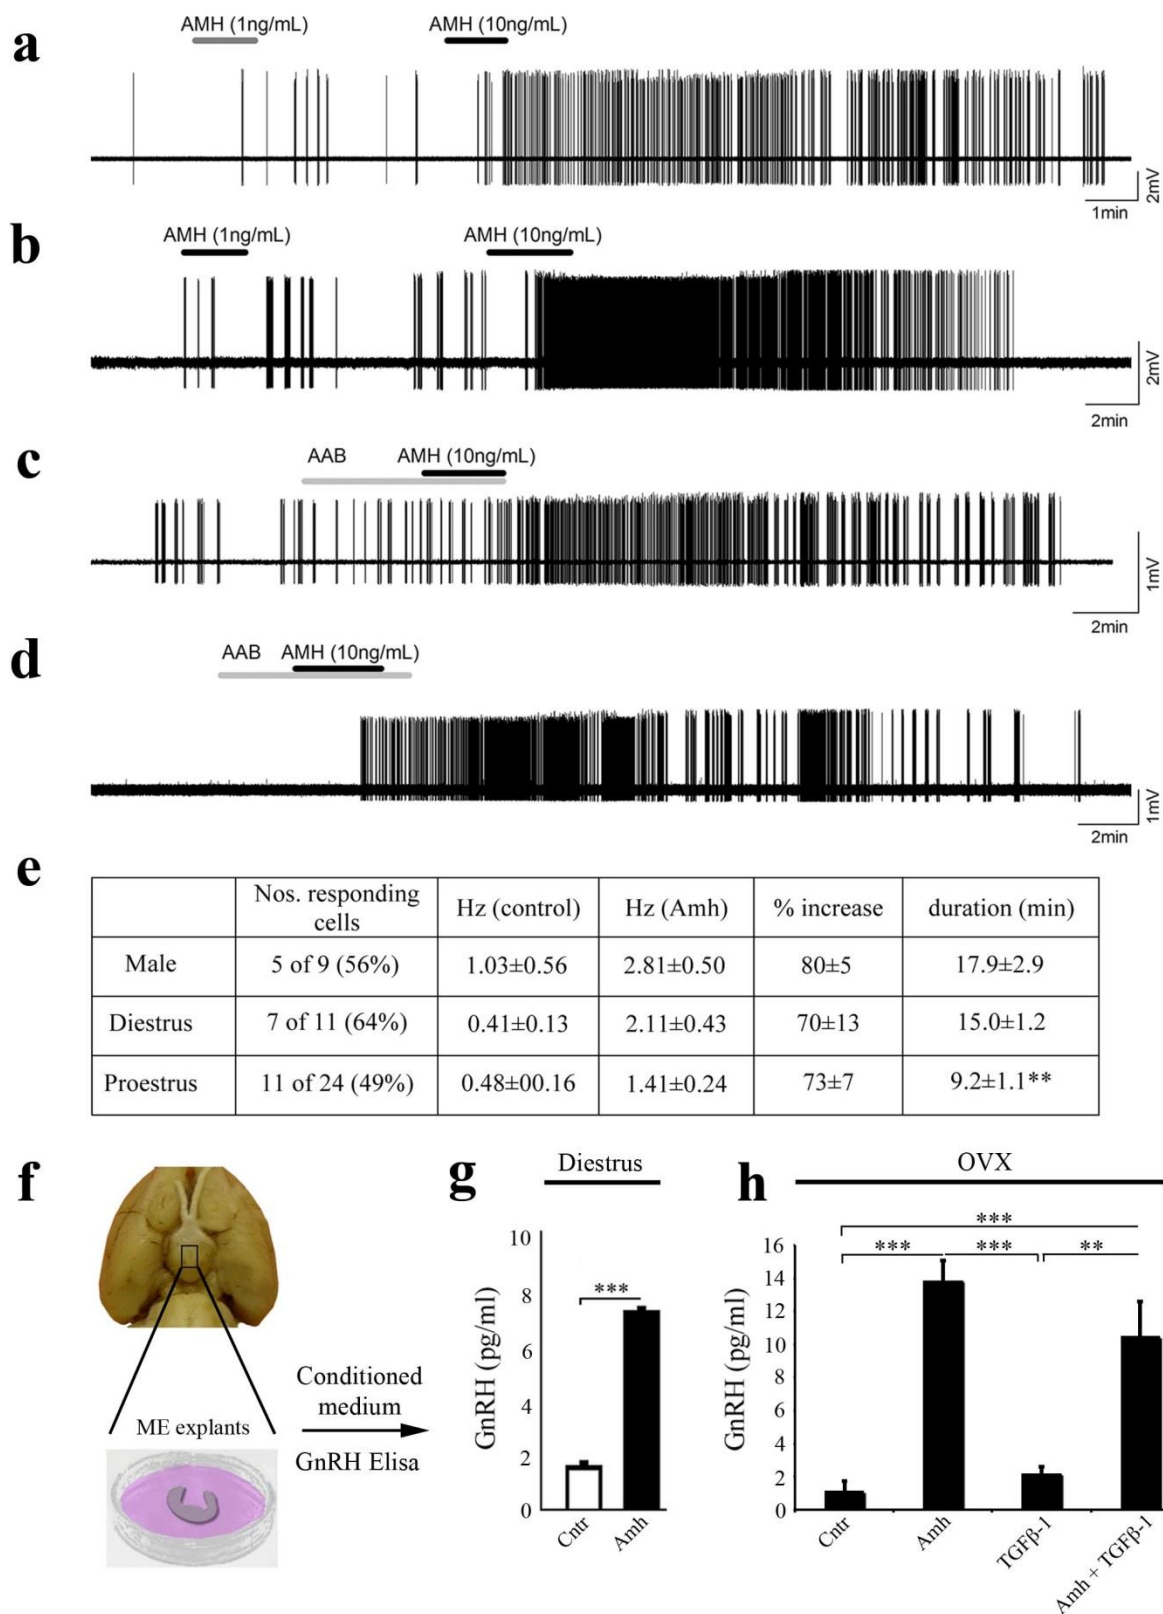 a
AMH (1ng/mL) AMH (10ng/mL)
2mV
1min
b
AMH (1ng/mL) AMH (10ng/mL)
2mV
2min
c
AAB AMH (10ng/mL)
1mV
2min
d
AAB AMH (10ng/mL)
1mV
2min
e
Nos. responding
cells
Hz (control) Hz (Amh) % increase duration (min)
Male 5 of 9 (56%) 1.03±0.56 2.81±0.50 80±5 17.9±2.9
Diestrus 7 of 11 (64%) 0.41±0.13 2.11±0.43 70±13 15.0±1.2
Proestrus 11 of 24 (49%) 0.48±00.16 1.41±0.24 73±7 9.2±1.1**
f
ME explants
Conditioned
medium
GnRH Elisa
g
Diestrus
***
GnRH (pg/ml)
10
8
6
4
2
0
Cntr Amh
h
OVX
***
*** *** **
GnRH (pg/ml)
16
14
12
10
8
6
4
2
0
Cntr Amh TGFβ-1 Amh + TGFβ-1